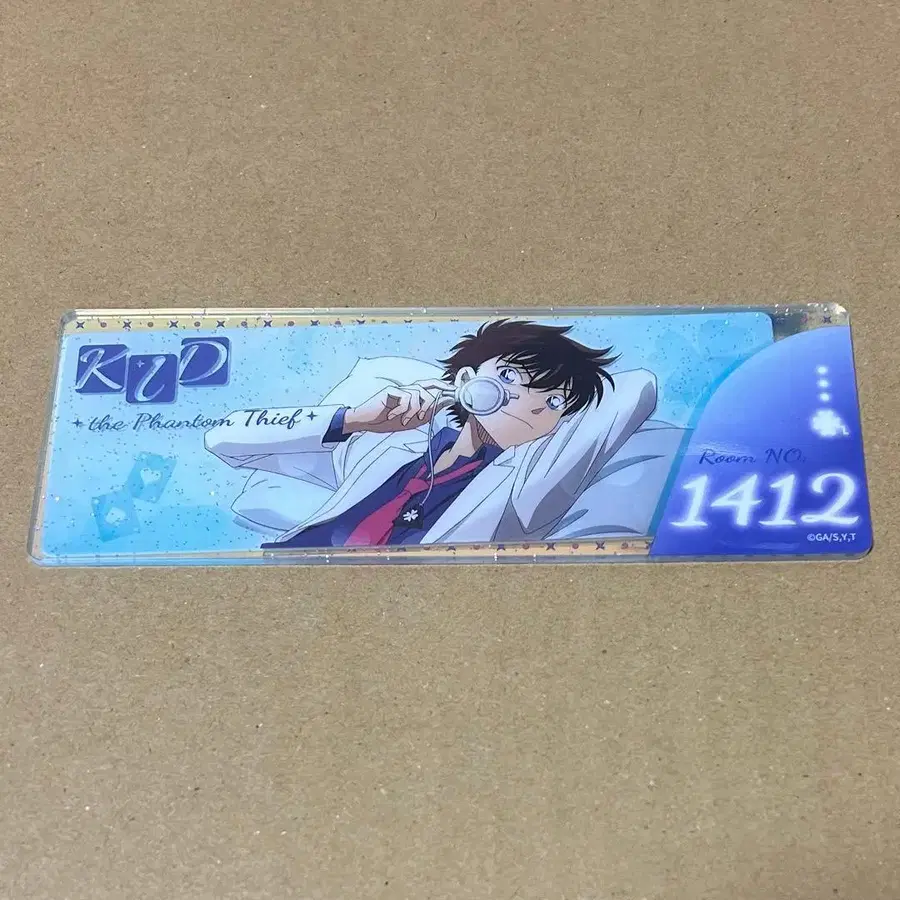 KID
the Phantom Thief
Room NO.
1412
©GA/S,Y,T